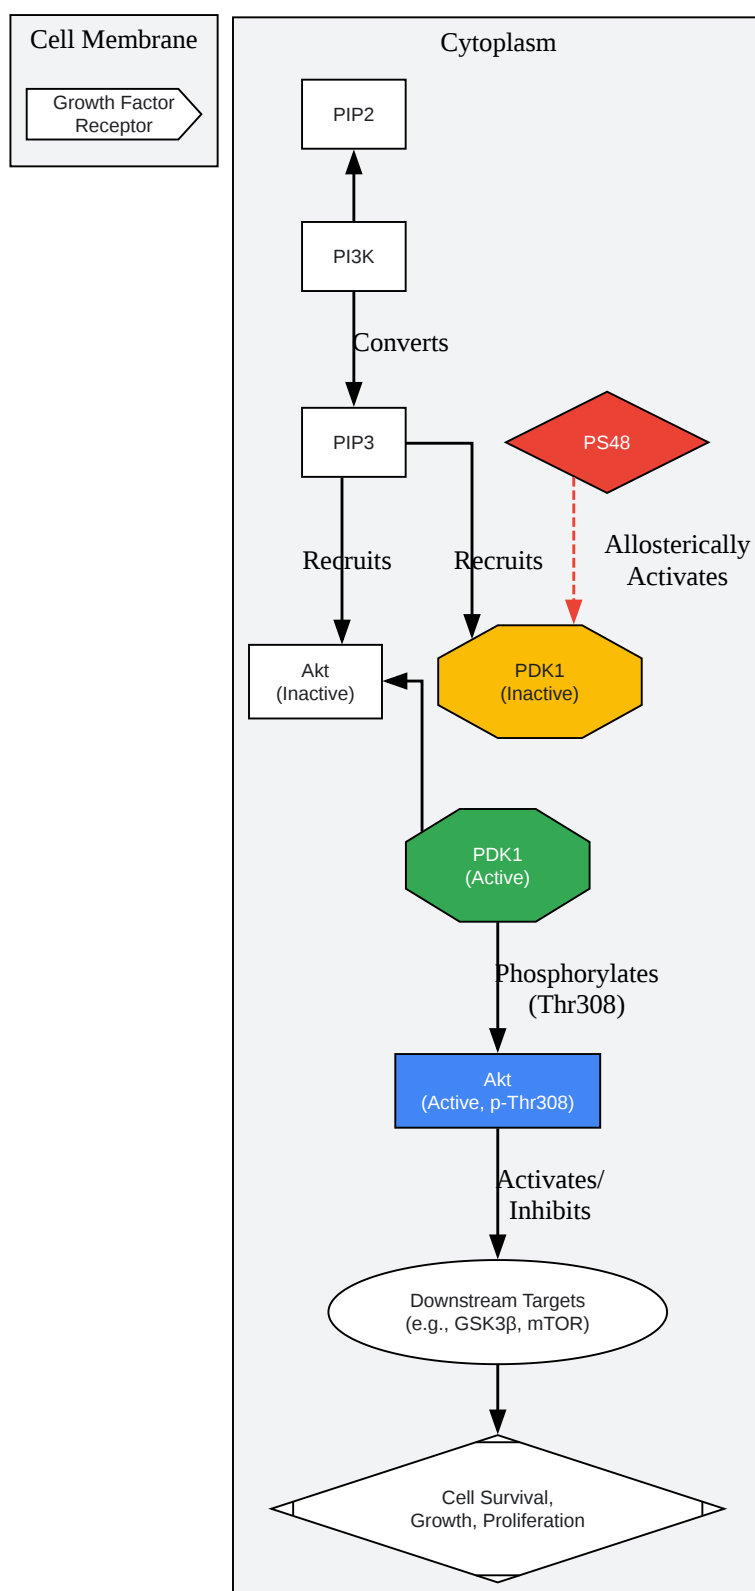 Cell Membrane
Growth Factor
Receptor
Cytoplasm
PIP2
PI3K
Converts
PIP3
PS48
Recruits
Recruits
Allosterically
Activates
Akt
(Inactive)
PDK1
(Inactive)
PDK1
(Active)
Phosphorylates
(Thr308)
Akt
(Active, p-Thr308)
Activates/
Inhibits
Downstream Targets
(e.g., GSK3β, mTOR)
Cell Survival,
Growth, Proliferation